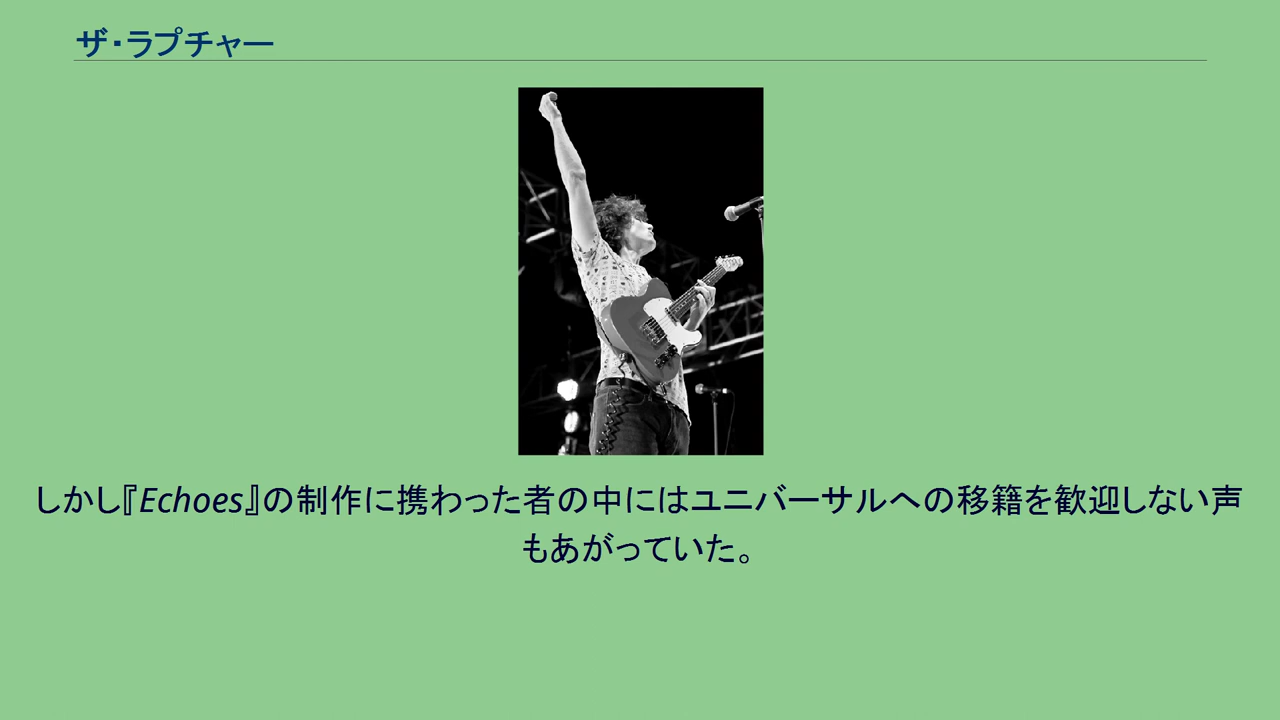 ザ・ラプチャー
しかし『Echoes』の制作に携わった者の中にはユニバーサルへの移籍を歓迎しない声
もあがっていた。